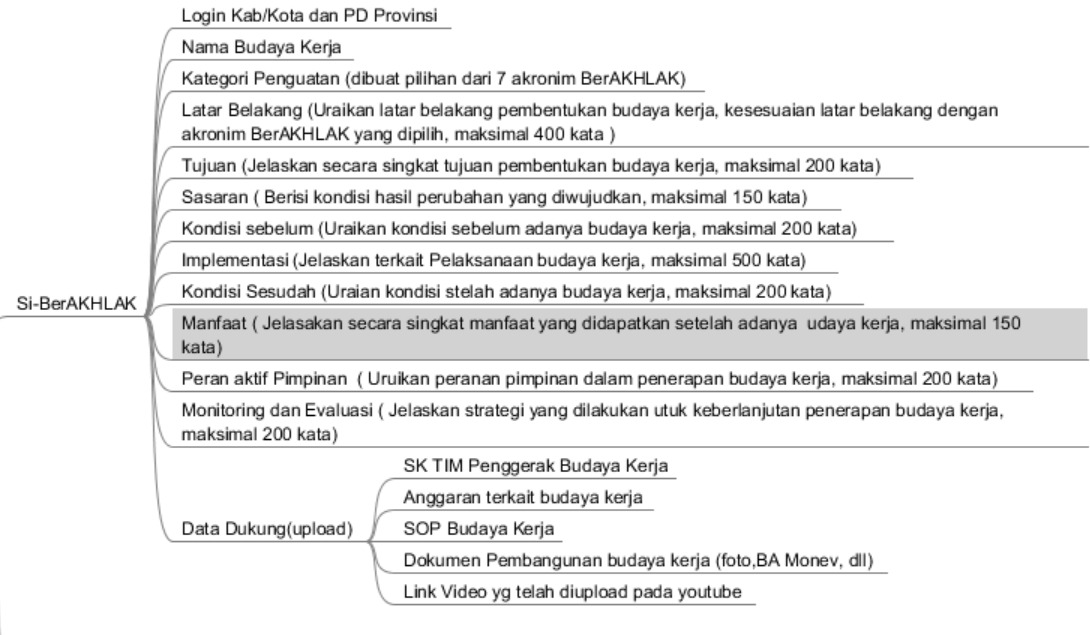 Login Kab/Kota dan PD Provinsi
Nama Budaya Kerja
Kategori Penguatan (dibuat pilihan dari 7 akronim BerAKHLAK)
Latar Belakang (Uraikan latar belakang pembentukan budaya kerja, kesesuaian latar belakang dengan
akronim BerAKHLAK yang dipilih, maksimal 400 kata )
Tujuan (Jelaskan secara singkat tujuan pembentukan budaya kerja, maksimal 200 kata)
Sasaran ( Berisi kondisi hasil perubahan yang diwujudkan, maksimal 150 kata)
Kondisi sebelum (Uraikan kondisi sebelum adanya budaya kerja, maksimal 200 kata)
Implementasi (Jelaskan terkait Pelaksanaan budaya kerja, maksimal 500 kata)
Kondisi Sesudah (Uraian kondisi stelah adanya budaya kerja, maksimal 200 kata)
Si-BerAKHLAK
Manfaat ( Jelasakan secara singkat manfaat yang didapatkan setelah adanya  udaya kerja, maksimal 150
kata)
Peran aktif Pimpinan  ( Uruikan peranan pimpinan dalam penerapan budaya kerja, maksimal 200 kata)
Monitoring dan Evaluasi ( Jelaskan strategi yang dilakukan utuk keberlanjutan penerapan budaya kerja,
maksimal 200 kata)
Data Dukung(upload)
SK TIM Penggerak Budaya Kerja
Anggaran terkait budaya kerja
SOP Budaya Kerja
Dokumen Pembangunan budaya kerja (foto,BA Monev, dll)
Link Video yg telah diupload pada youtube